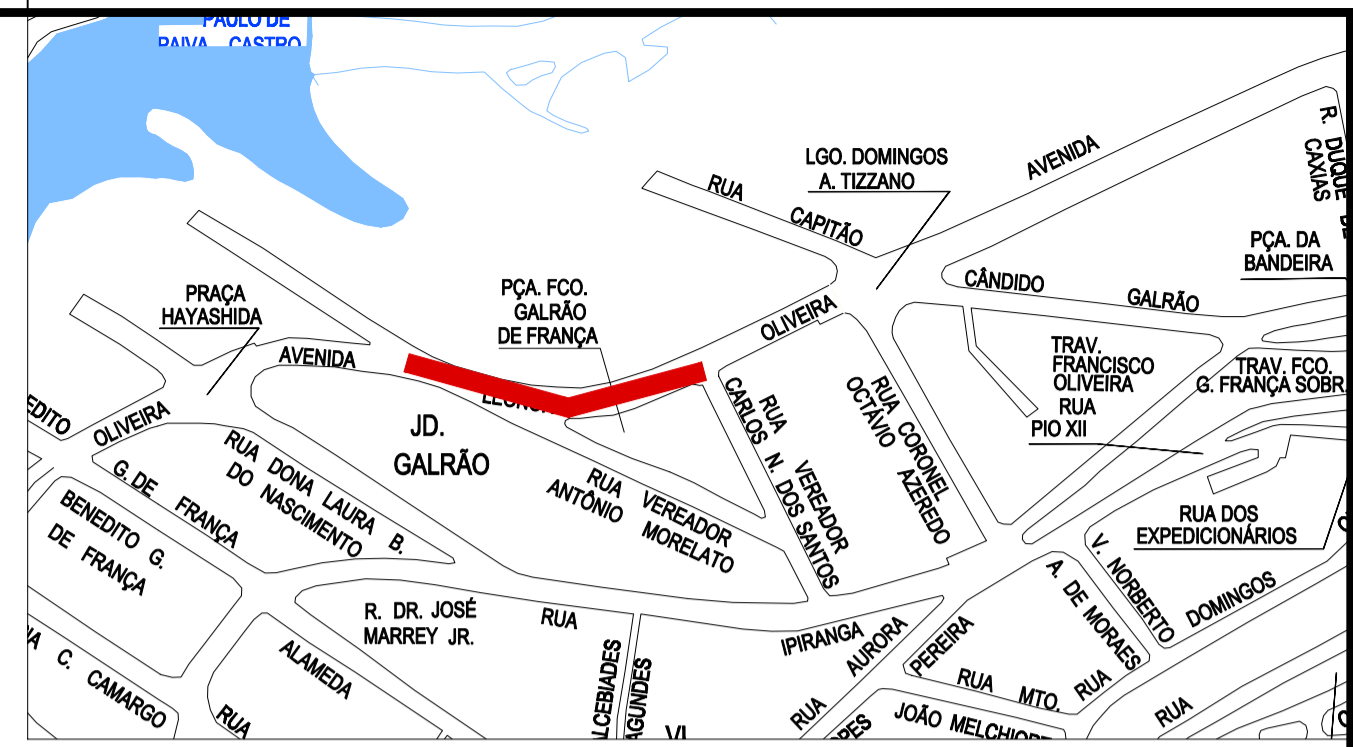 PAULO DE
PAIVA CASTRO
LGO. DOMINGOS
A. TIZZANO
AVENIDA
R. DUQUE DE
CAXIAS
RUA
CAPITÃO
PÇA. DA
BANDEIRA
CÂNDIDO
GALRÃO
PRAÇA
HAYASHIDA
PÇA. FCO.
GALRÃO
DE FRANÇA
OLIVEIRA
AVENIDA
TRAV.
FRANCISCO
OLIVEIRA
TRAV. FCO.
G. FRANÇA SOBR.
RUA
PIO XII
OLIVEIRA
JD.
GALRÃO
RUA DONA LAURA B.
DO NASCIMENTO
G. DE FRANÇA
BENEDITO G.
DE FRANÇA
RUA VEREADOR
ANTÔNIO MORELATO
RUA VEREADOR
CARLOS N. DOS SANTOS
RUA CORONEL
OCTÁVIO AZEREDO
RUA DOS
EXPEDICIONÁRIOS
V. NORBERTO
A. DE MORAES
DOMINGOS
R. DR. JOSÉ
MARREY JR.
RUA
IPIRANGA
AURORA
RUA
PEREIRA
RUA MTO.
RUA
RUA
JOÃO
C. CAMARGO
ALAMEDA
RUA